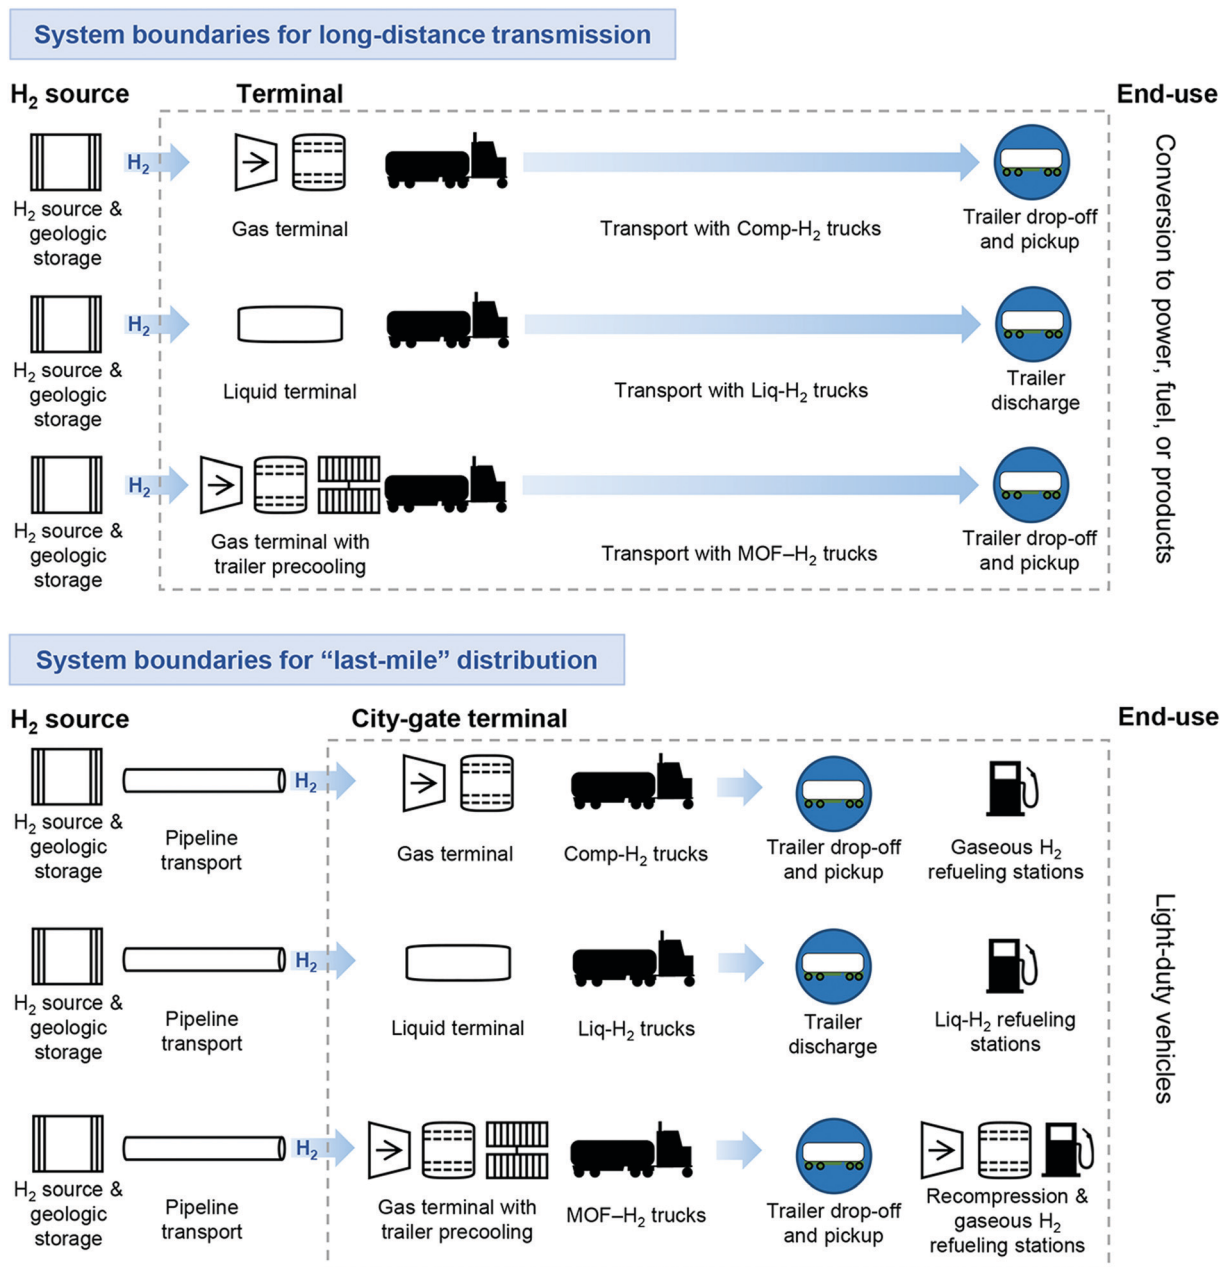 System boundaries for long-distance transmission
H₂ source
Terminal
End-use
H₂
H₂ source &
geologic
storage
Gas terminal
Transport with Comp-H₂ trucks
Trailer drop-off
and pickup
H₂
H₂ source &
geologic
storage
Liquid terminal
Transport with Liq-H₂ trucks
Trailer
discharge
H₂
H₂ source &
geologic
storage
Gas terminal with
trailer precooling
Transport with MOF–H₂ trucks
Trailer drop-off
and pickup
Conversion to power, fuel, or products
System boundaries for “last-mile” distribution
H₂ source
City-gate terminal
End-use
H₂
H₂ source &
geologic
storage
Pipeline
transport
Gas terminal
Comp-H₂ trucks
Trailer drop-off
and pickup
Gaseous H₂
refueling stations
H₂
H₂ source &
geologic
storage
Pipeline
transport
Liquid terminal
Liq-H₂ trucks
Trailer
discharge
Liq-H₂ refueling
stations
H₂
H₂ source &
geologic
storage
Pipeline
transport
Gas terminal with
trailer precooling
MOF–H₂ trucks
Trailer drop-off
and pickup
Recompression &
gaseous H₂
refueling stations
Light-duty vehicles